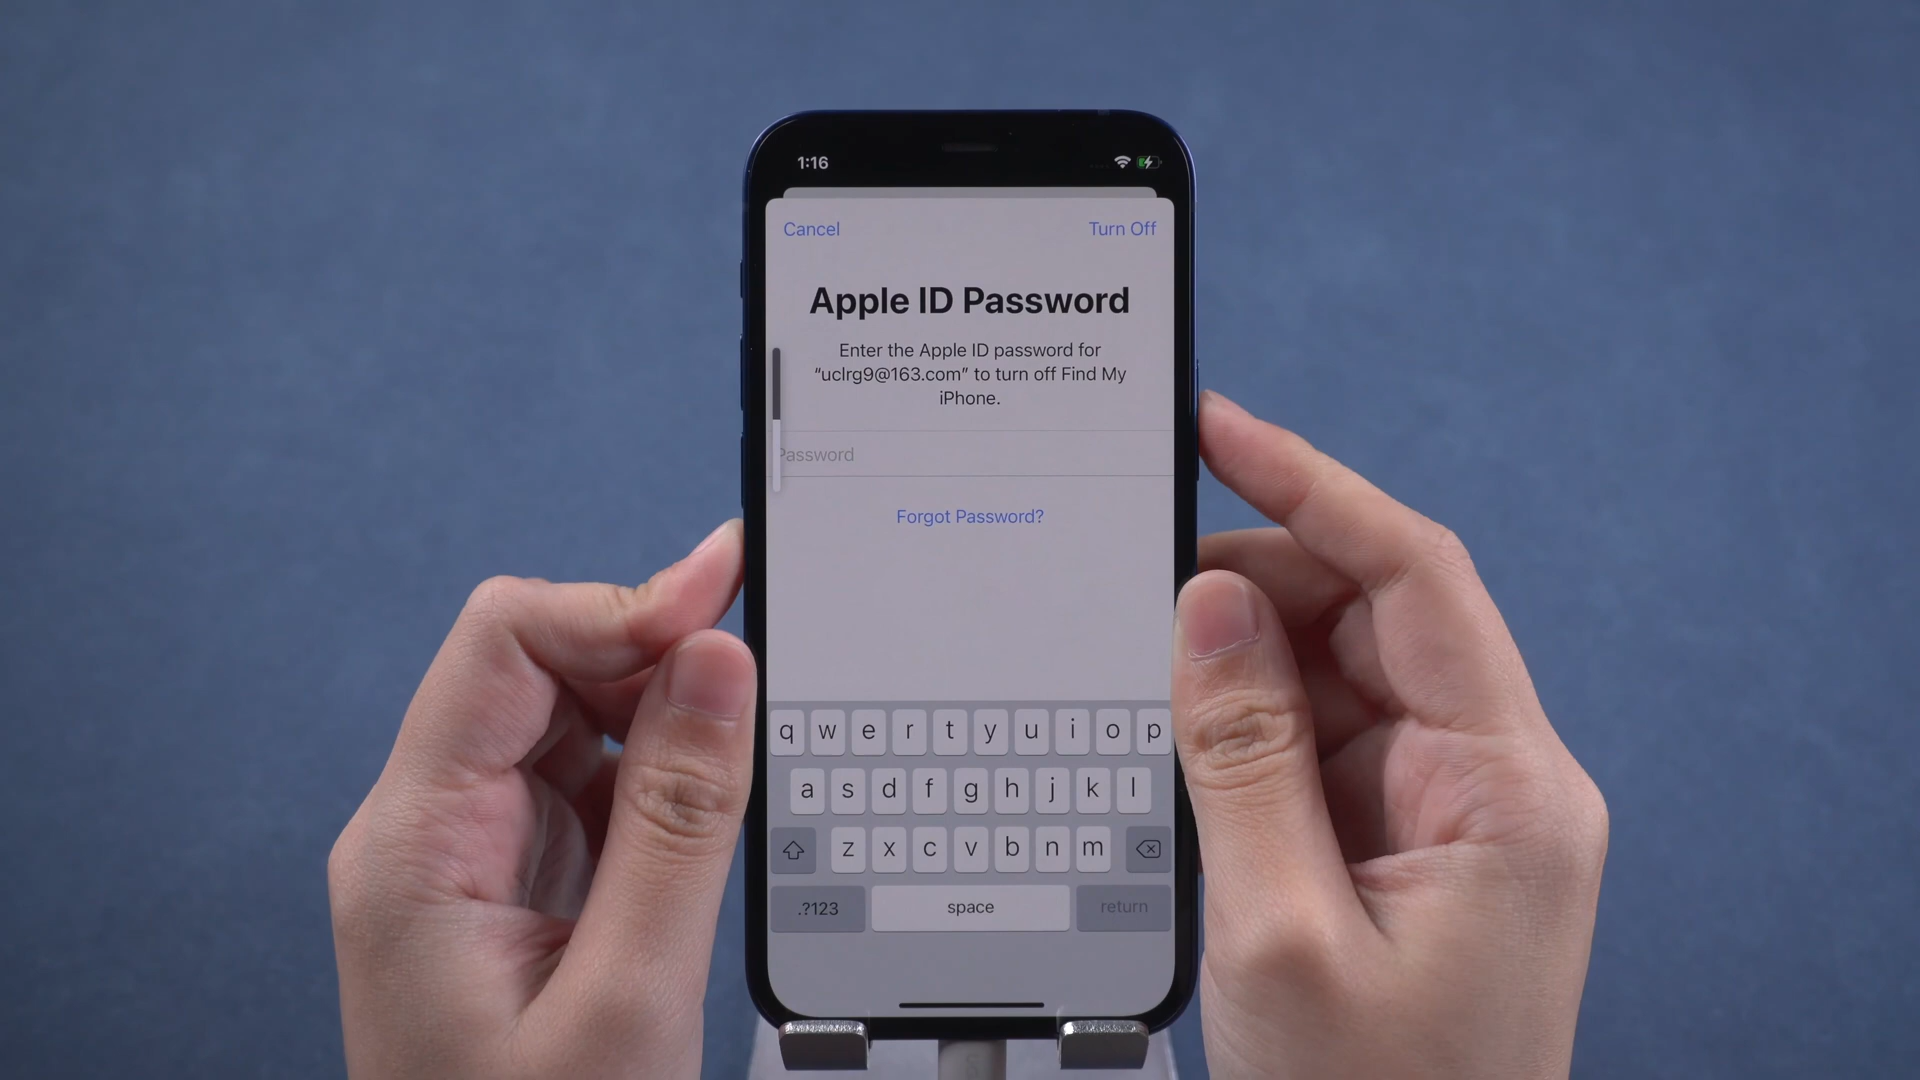 1:16
Cancel Turn Off
Apple ID Password
Enter the Apple ID password for
“uclrg9@163.com” to turn off Find My
iPhone.
Password
Forgot Password?
q w e r t y u i o p
a s d f g h j k l
z x c v b n m
.?123 space return